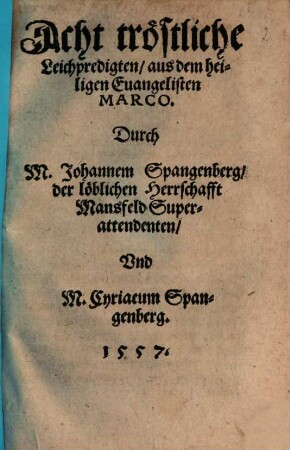 Acht tröstliche
Leichpredigten/ aus dem hei-
ligen Euangelisten
MARCO.
Durch
M. Johannem Spangenberg/
der löblichen Herrschafft
Mansfeld Super-
attendenten/
Vnd
M. Cyriacum Span-
genberg.
1557.